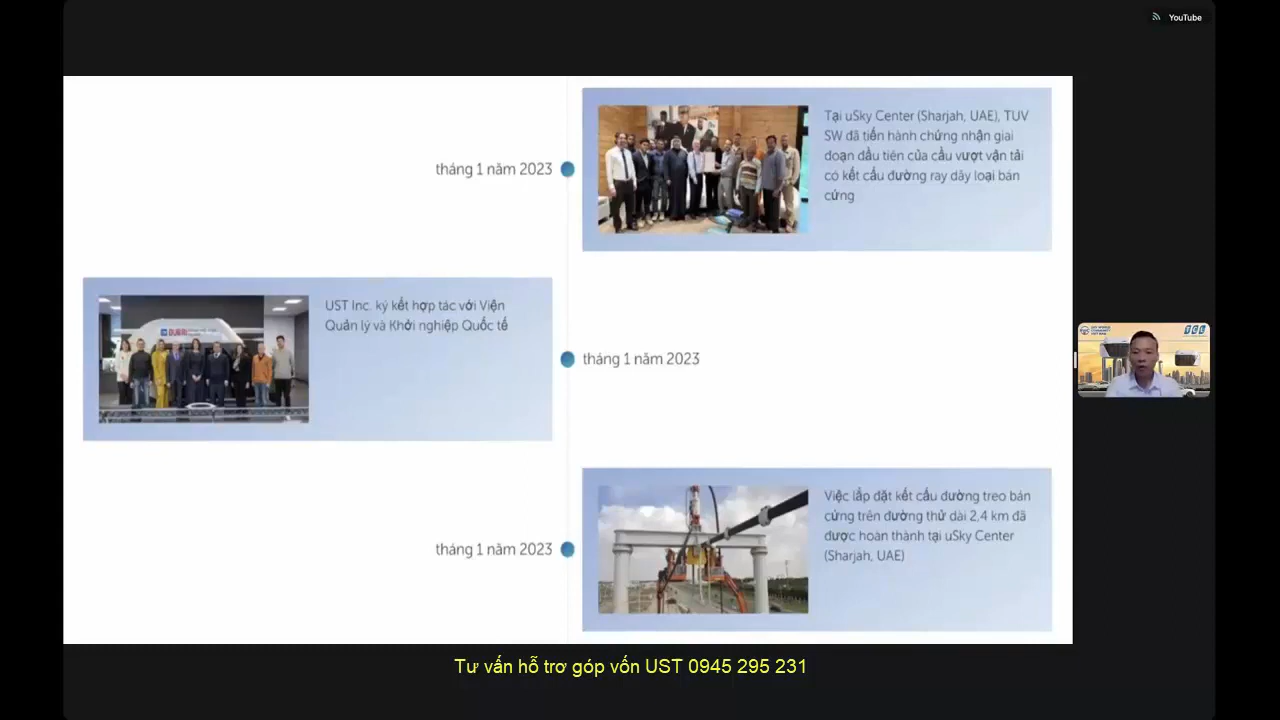 YouTube
tháng 1 năm 2023
Tại uSky Center (Sharjah, UAE), TUV
SW đã tiến hành chứng nhận giai
đoạn đầu tiên của cầu vượt vận tải
có kết cấu đường ray dây loại bán
cứng
DUBAI
UST Inc. ký kết hợp tác với Viện
Quản lý và Khởi nghiệp Quốc tế
tháng 1 năm 2023
tháng 1 năm 2023
Việc lắp đặt kết cấu đường treo bán
cứng trên đường thử dài 2,4 km đã
được hoàn thành tại uSky Center
(Sharjah, UAE)
Tư vấn hỗ trơ góp vốn UST 0945 295 231